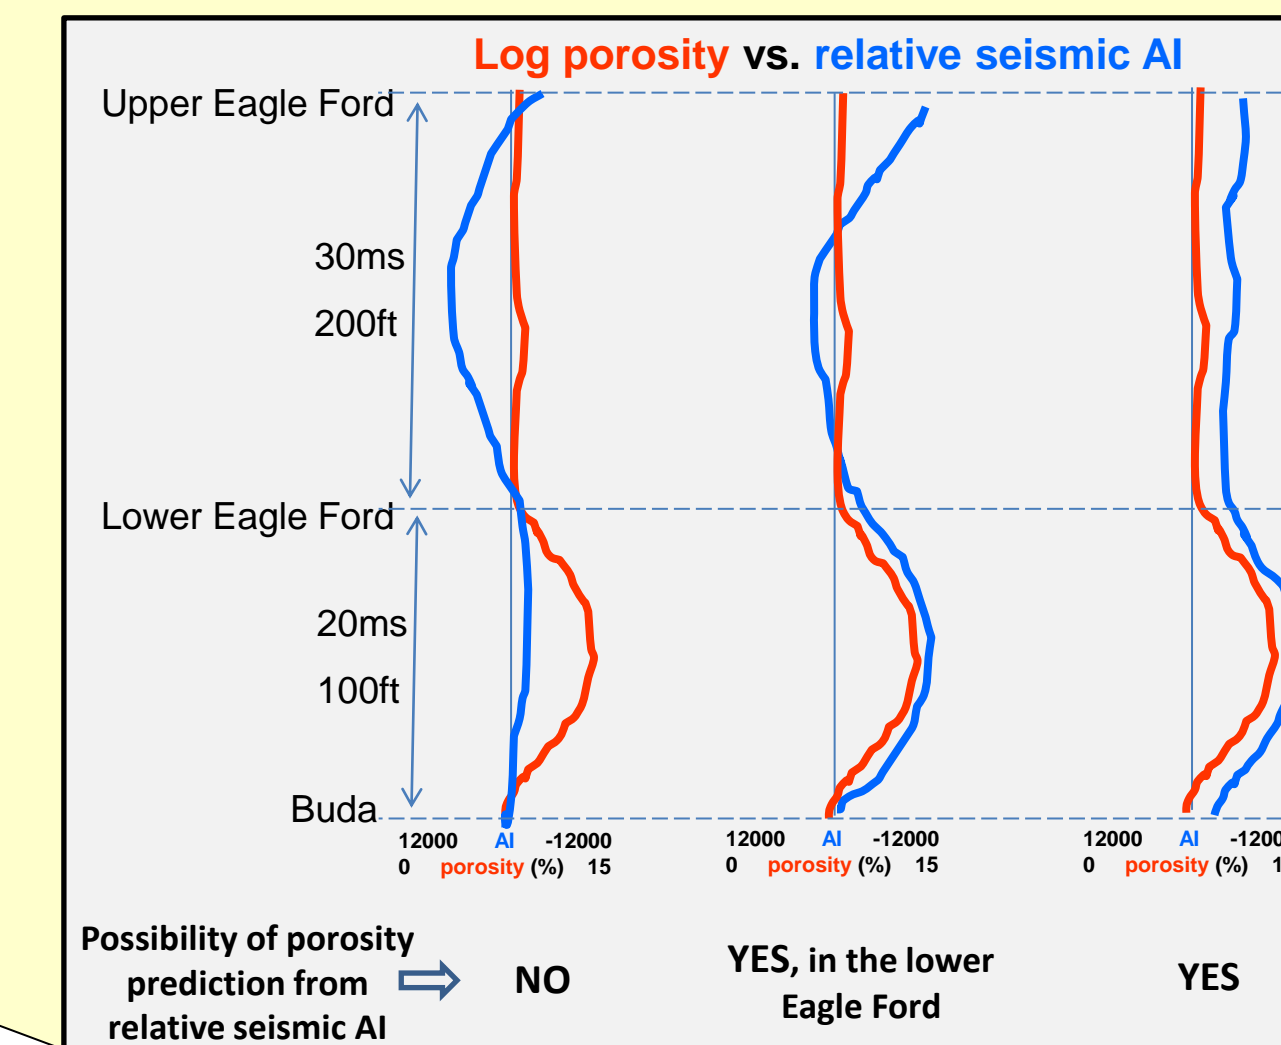 Log porosity vs. relative seismic AI
Upper Eagle Ford
30ms
200ft
Lower Eagle Ford
20ms
100ft
Buda
12000 AI -12000
0 porosity (%) 15
12000 AI -12000
0 porosity (%) 15
12000 AI -1200
0 porosity (%) 1
Possibility of porosity
prediction from
relative seismic AI
NO
YES, in the lower
Eagle Ford
YES